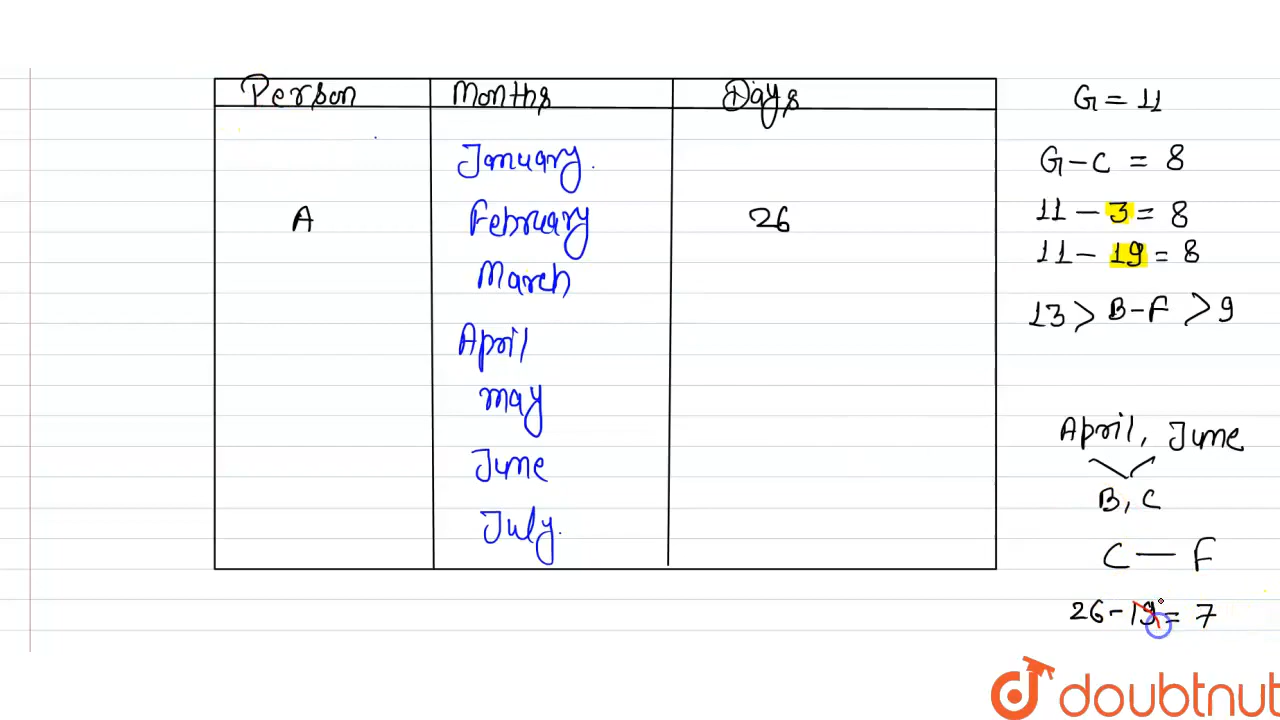 Person Months Days
January.
A February 26
March
April
May
June
July.
G = 11
G - C = 8
11 - 3 = 8
11 - 19 = 8
13 > B - F > 9
April, June
B, C
C — F
26 - 19 = 7
doubtnut